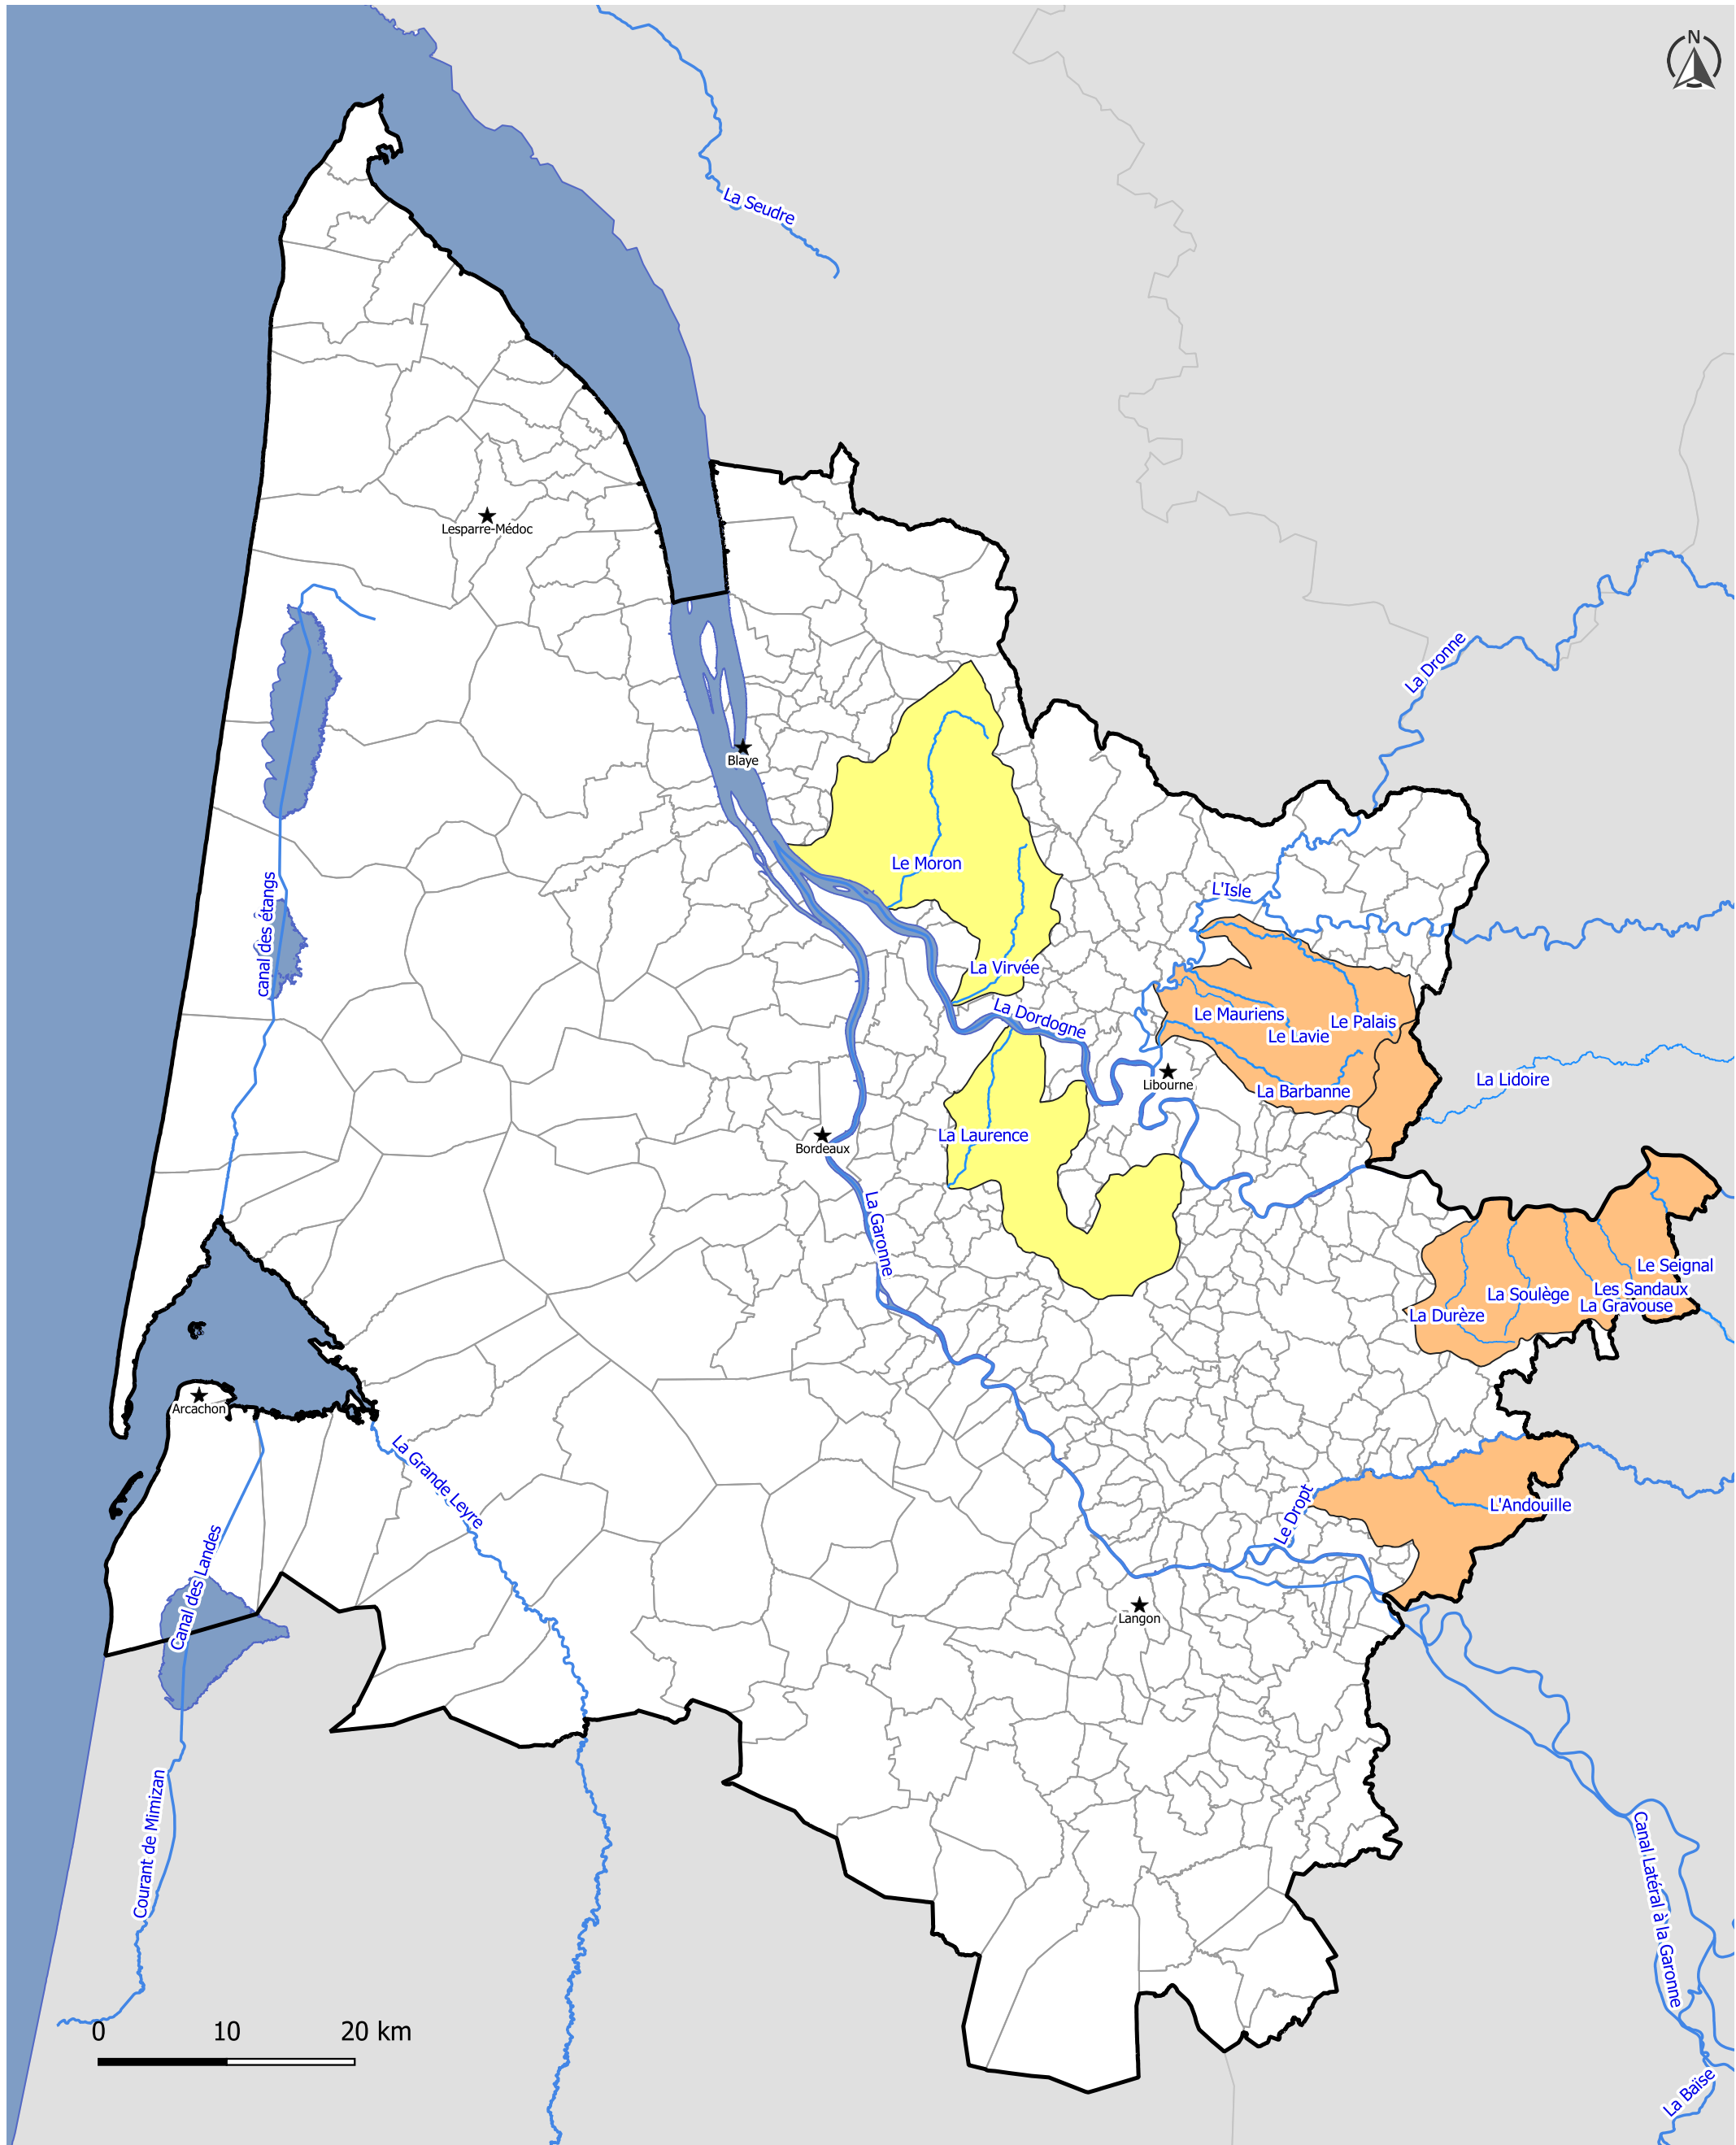 N
La Seudre
Lesparre-Médoc
La Dronne
Blaye
Le Moron
L'Isle
canal des étangs
La Virvée
La Dordogne
Le Mauriens
Le Palais
Le Lavie
Libourne
La Lidoire
La Barbanne
Bordeaux
La Laurence
La Garonne
Le Seignal
Les Sandaux
La Soulège
La Gravouse
La Durèze
Arcachon
La Grande Leyre
L'Andouille
Le Dropt
Canal des Landes
Langon
Courant de Mimizan
Canal Latéral à la Garonne
0 10 20 km
La Baïse